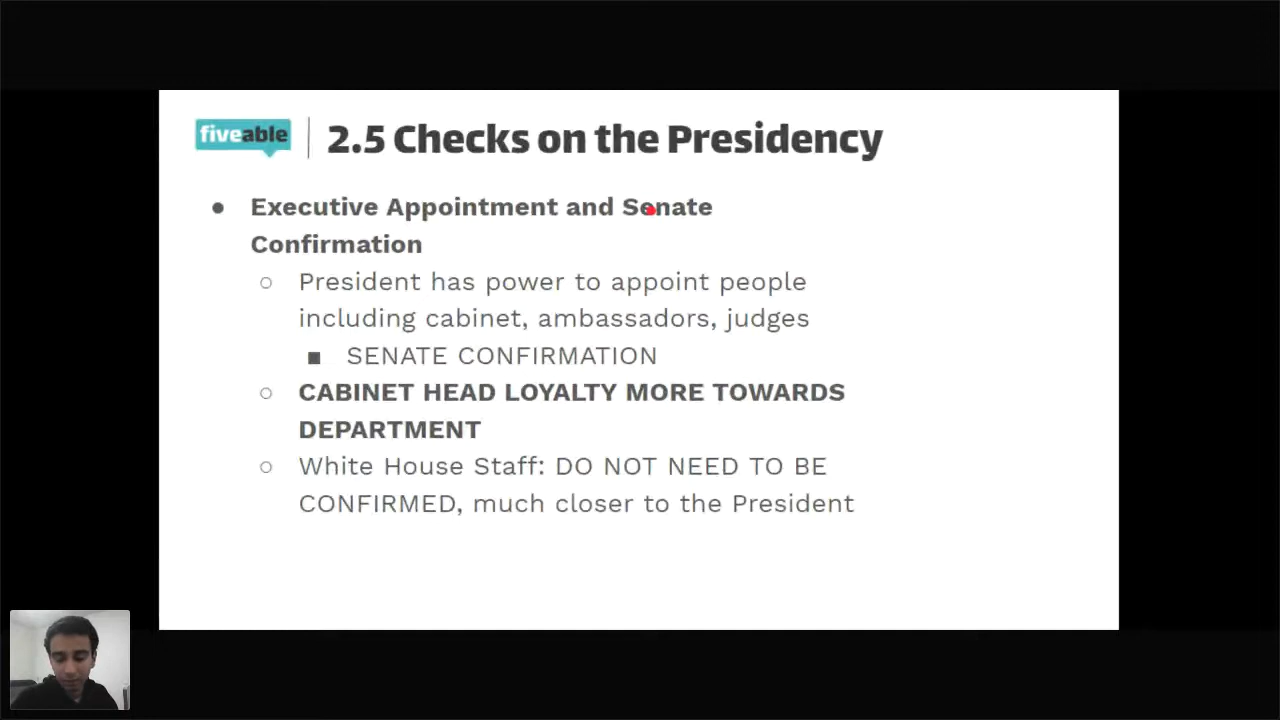 fiveable
2.5 Checks on the Presidency
● Executive Appointment and Senate
Confirmation
○ President has power to appoint people
including cabinet, ambassadors, judges
■ SENATE CONFIRMATION
○ CABINET HEAD LOYALTY MORE TOWARDS
DEPARTMENT
○ White House Staff: DO NOT NEED TO BE
CONFIRMED, much closer to the President